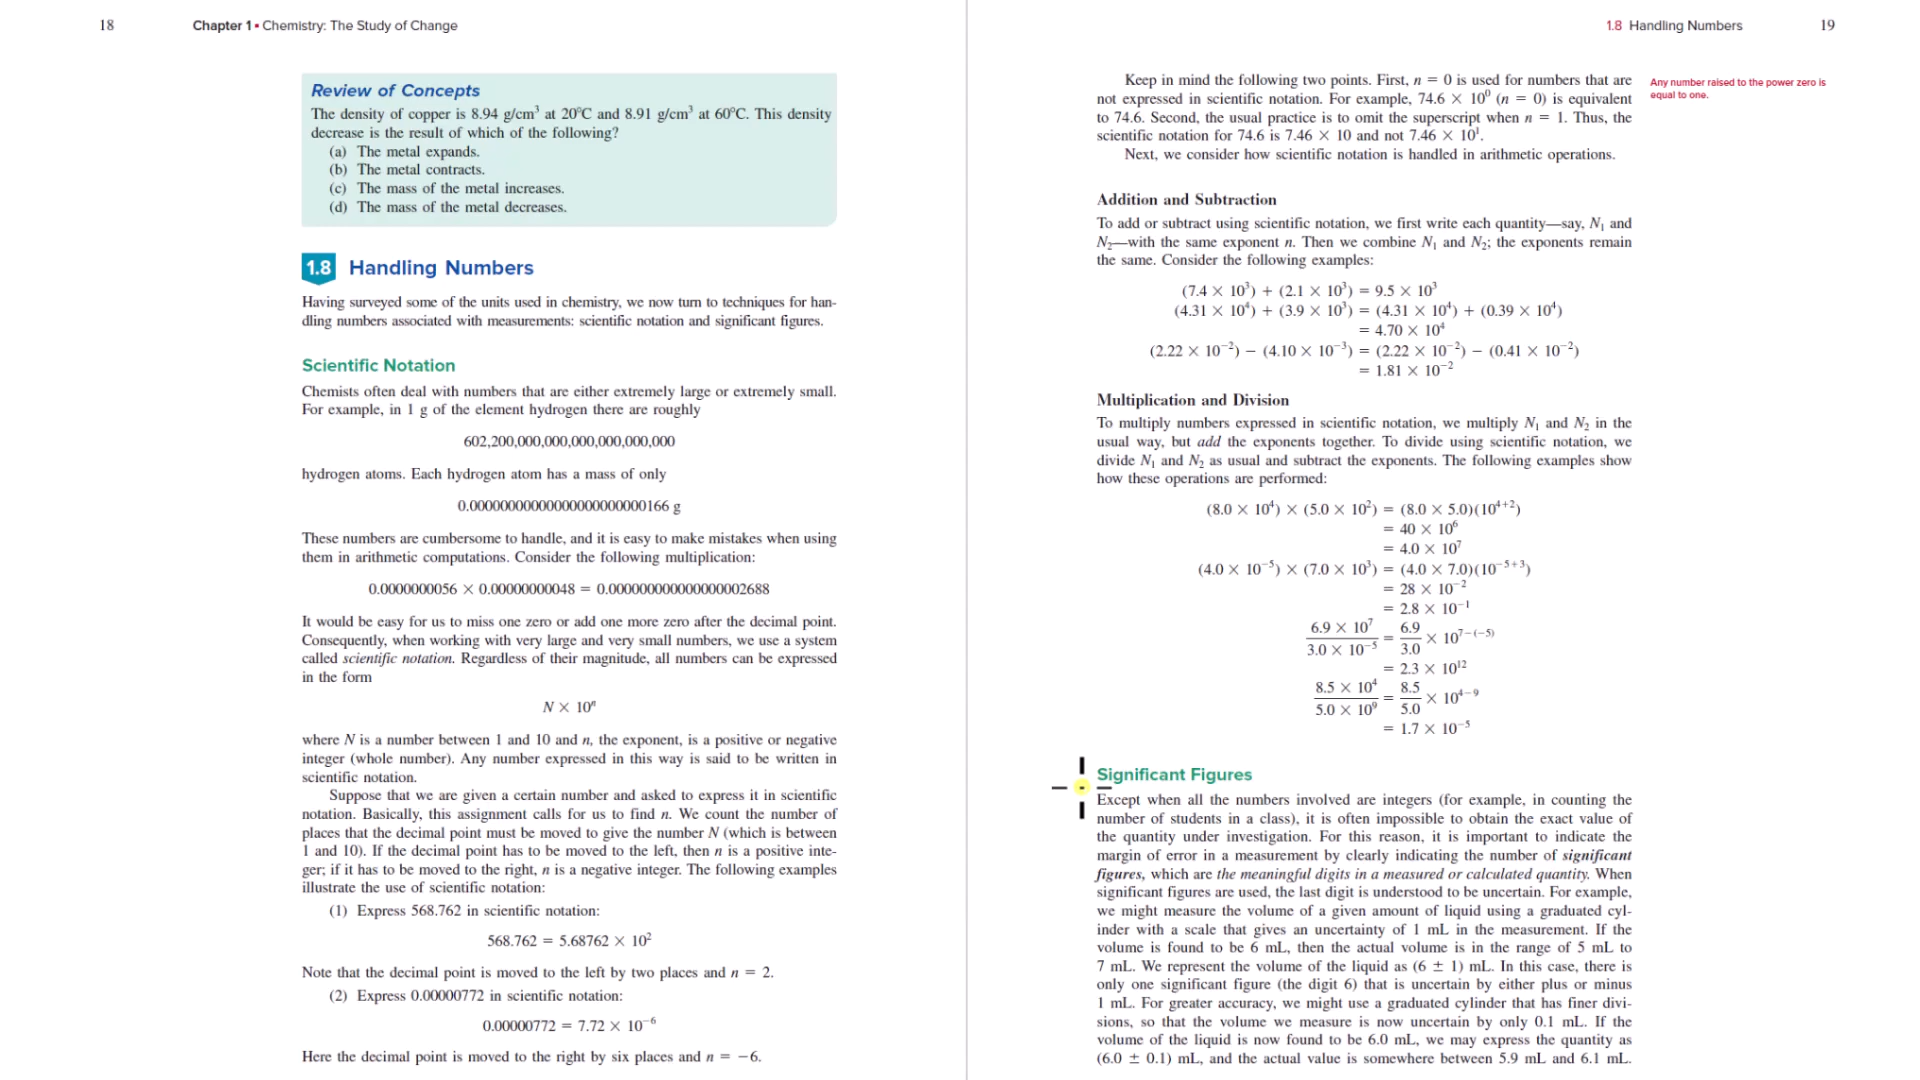 18
Chapter 1 • Chemistry: The Study of Change
Review of Concepts
The density of copper is 8.94 g/cm³ at 20°C and 8.91 g/cm³ at 60°C. This density
decrease is the result of which of the following?
(a) The metal expands.
(b) The metal contracts.
(c) The mass of the metal increases.
(d) The mass of the metal decreases.
1.8 Handling Numbers
Having surveyed some of the units used in chemistry, we now turn to techniques for han-
dling numbers associated with measurements: scientific notation and significant figures.
Scientific Notation
Chemists often deal with numbers that are either extremely large or extremely small.
For example, in 1 g of the element hydrogen there are roughly
602,200,000,000,000,000,000,000
hydrogen atoms. Each hydrogen atom has a mass of only
0.00000000000000000000000166 g
These numbers are cumbersome to handle, and it is easy to make mistakes when using
them in arithmetic computations. Consider the following multiplication:
0.0000000056 × 0.00000000048 = 0.000000000000000002688
It would be easy for us to miss one zero or add one more zero after the decimal point.
Consequently, when working with very large and very small numbers, we use a system
called scientific notation. Regardless of their magnitude, all numbers can be expressed
in the form
N × 10ⁿ
where N is a number between 1 and 10 and n, the exponent, is a positive or negative
integer (whole number). Any number expressed in this way is said to be written in
scientific notation.
Suppose that we are given a certain number and asked to express it in scientific
notation. Basically, this assignment calls for us to find n. We count the number of
places that the decimal point must be moved to give the number N (which is between
1 and 10). If the decimal point has to be moved to the left, then n is a positive inte-
ger; if it has to be moved to the right, n is a negative integer. The following examples
illustrate the use of scientific notation:
(1) Express 568.762 in scientific notation:
568.762 = 5.68762 × 10²
Note that the decimal point is moved to the left by two places and n = 2.
(2) Express 0.00000772 in scientific notation:
0.00000772 = 7.72 × 10⁻⁶
Here the decimal point is moved to the right by six places and n = −6.
1.8 Handling Numbers
19
Keep in mind the following two points. First, n = 0 is used for numbers that are
not expressed in scientific notation. For example, 74.6 × 10⁰ (n = 0) is equivalent
to 74.6. Second, the usual practice is to omit the superscript when n = 1. Thus, the
scientific notation for 74.6 is 7.46 × 10 and not 7.46 × 10¹.
Next, we consider how scientific notation is handled in arithmetic operations.
Any number raised to the power zero is
equal to one.
Addition and Subtraction
To add or subtract using scientific notation, we first write each quantity—say, N₁ and
N₂—with the same exponent n. Then we combine N₁ and N₂; the exponents remain
the same. Consider the following examples:
(7.4 × 10³) + (2.1 × 10³) = 9.5 × 10³
(4.31 × 10⁴) + (3.9 × 10³) = (4.31 × 10⁴) + (0.39 × 10⁴)
= 4.70 × 10⁴
(2.22 × 10⁻²) − (4.10 × 10⁻³) = (2.22 × 10⁻²) − (0.41 × 10⁻²)
= 1.81 × 10⁻²
Multiplication and Division
To multiply numbers expressed in scientific notation, we multiply N₁ and N₂ in the
usual way, but add the exponents together. To divide using scientific notation, we
divide N₁ and N₂ as usual and subtract the exponents. The following examples show
how these operations are performed:
(8.0 × 10⁴) × (5.0 × 10²) = (8.0 × 5.0)(10⁴⁺²)
= 40 × 10⁶
= 4.0 × 10⁷
(4.0 × 10⁻⁵) × (7.0 × 10³) = (4.0 × 7.0)(10⁻⁵⁺³)
= 28 × 10⁻²
= 2.8 × 10⁻¹
6.9 × 10⁷ / 3.0 × 10⁻⁵ = 6.9 / 3.0 × 10⁷⁻⁽⁻⁵⁾
= 2.3 × 10¹²
8.5 × 10⁴ / 5.0 × 10⁹ = 8.5 / 5.0 × 10⁴⁻⁹
= 1.7 × 10⁻⁵
Significant Figures
Except when all the numbers involved are integers (for example, in counting the
number of students in a class), it is often impossible to obtain the exact value of
the quantity under investigation. For this reason, it is important to indicate the
margin of error in a measurement by clearly indicating the number of significant
figures, which are the meaningful digits in a measured or calculated quantity. When
significant figures are used, the last digit is understood to be uncertain. For example,
we might measure the volume of a given amount of liquid using a graduated cyl-
inder with a scale that gives an uncertainty of 1 mL in the measurement. If the
volume is found to be 6 mL, then the actual volume is in the range of 5 mL to
7 mL. We represent the volume of the liquid as (6 ± 1) mL. In this case, there is
only one significant figure (the digit 6) that is uncertain by either plus or minus
1 mL. For greater accuracy, we might use a graduated cylinder that has finer divi-
sions, so that the volume we measure is now uncertain by only 0.1 mL. If the
volume of the liquid is now found to be 6.0 mL, we may express the quantity as
(6.0 ± 0.1) mL, and the actual value is somewhere between 5.9 mL and 6.1 mL.